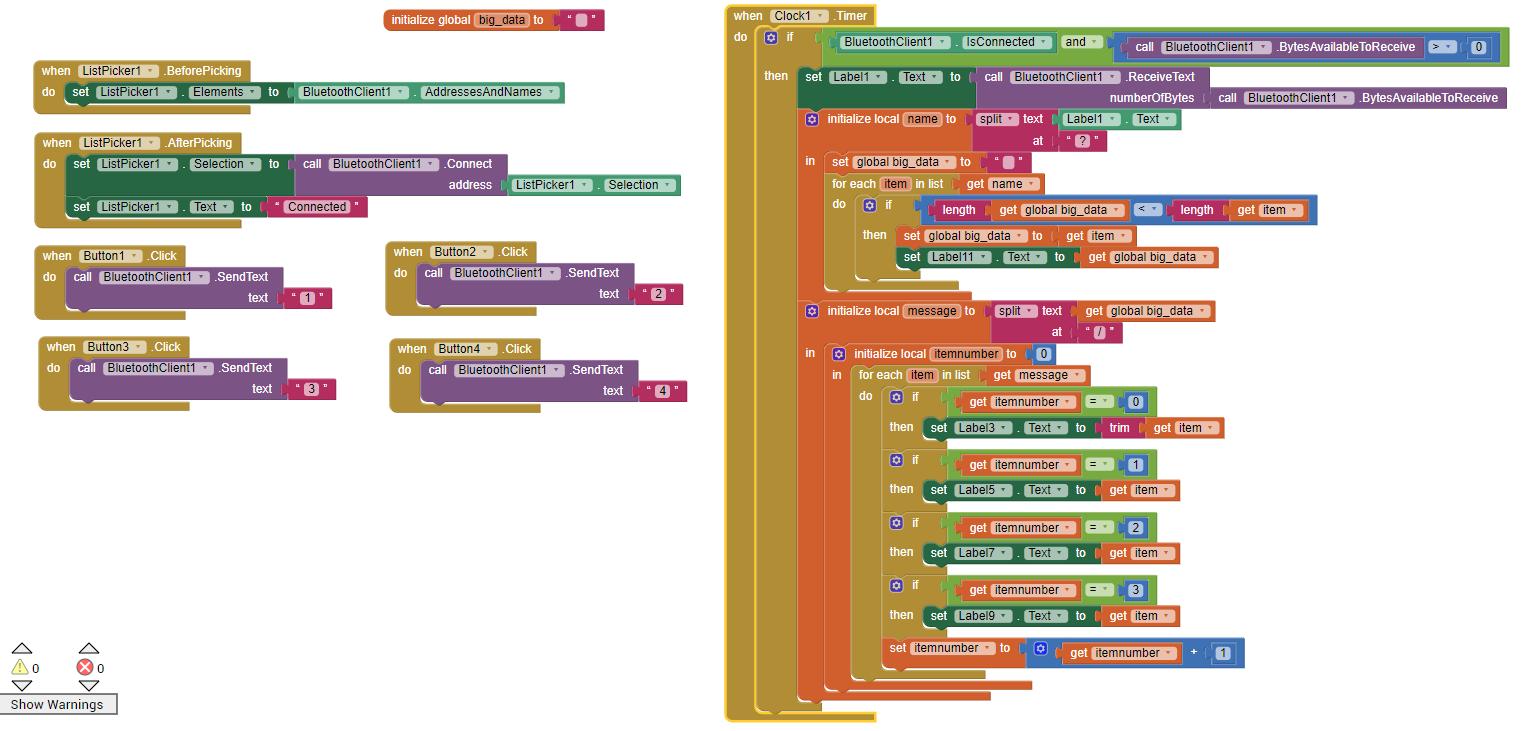 initialize global big_data to “ ”
when ListPicker1 .BeforePicking
do set ListPicker1 . Elements to BluetoothClient1 . AddressesAndNames
when ListPicker1 .AfterPicking
do set ListPicker1 . Selection to call BluetoothClient1 .Connect
address ListPicker1 . Selection
set ListPicker1 . Text to “ Connected ”
when Button1 .Click
do call BluetoothClient1 .SendText
text “ 1 ”
when Button2 .Click
do call BluetoothClient1 .SendText
text “ 2 ”
when Button3 .Click
do call BluetoothClient1 .SendText
text “ 3 ”
when Button4 .Click
do call BluetoothClient1 .SendText
text “ 4 ”
0 0
Show Warnings
when Clock1 .Timer
do if BluetoothClient1 . IsConnected and call BluetoothClient1 .BytesAvailableToReceive > 0
then set Label1 . Text to call BluetoothClient1 .ReceiveText
numberOfBytes call BluetoothClient1 .BytesAvailableToReceive
initialize local name to split text Label1 . Text
at “ ? ”
in set global big_data to “ ”
for each item in list get name
do if length get global big_data < length get item
then set global big_data to get item
set Label11 . Text to get global big_data
initialize local message to split text get global big_data
at “ / ”
in initialize local itemnumber to 0
in for each item in list get message
do if get itemnumber = 0
then set Label3 . Text to trim get item
if get itemnumber = 1
then set Label5 . Text to get item
if get itemnumber = 2
then set Label7 . Text to get item
if get itemnumber = 3
then set Label9 . Text to get item
set itemnumber to get itemnumber + 1